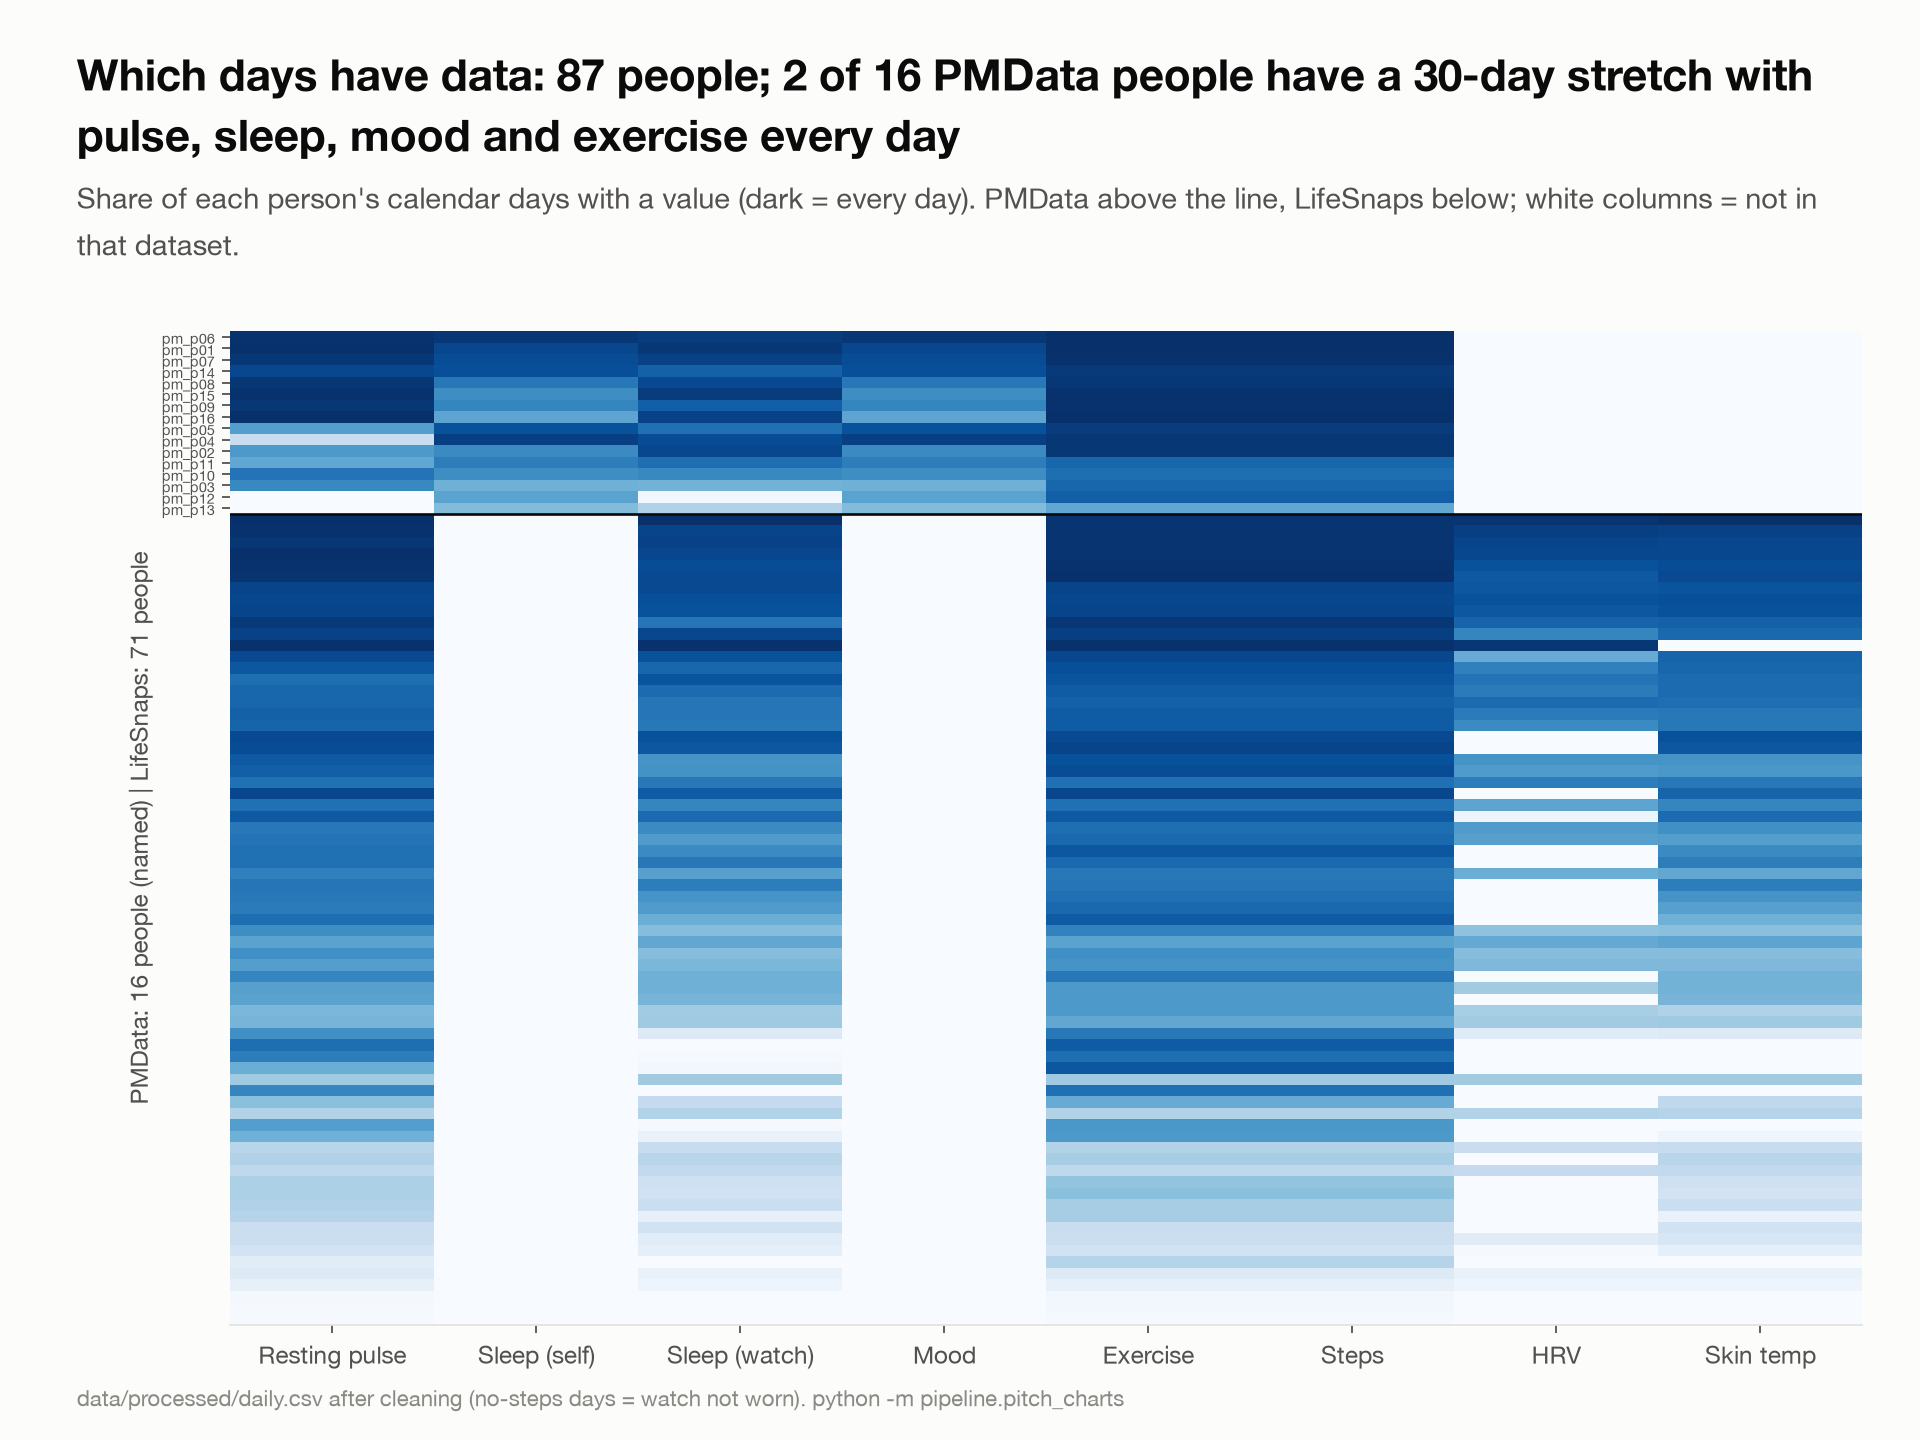 Which days have data: 87 people; 2 of 16 PMData people have a 30-day stretch with
pulse, sleep, mood and exercise every day
Share of each person's calendar days with a value (dark = every day). PMData above the line, LifeSnaps below; white columns = not in
that dataset.
pm_p06
pm_p01
pm_p07
pm_p14
pm_p08
pm_p15
pm_p09
pm_p16
pm_p05
pm_p04
pm_p02
pm_p11
pm_p10
pm_p03
pm_p12
pm_p13
PMData: 16 people (named) | LifeSnaps: 71 people
Resting pulse
Sleep (self)
Sleep (watch)
Mood
Exercise
Steps
HRV
Skin temp
data/processed/daily.csv after cleaning (no-steps days = watch not worn). python -m pipeline.pitch_charts